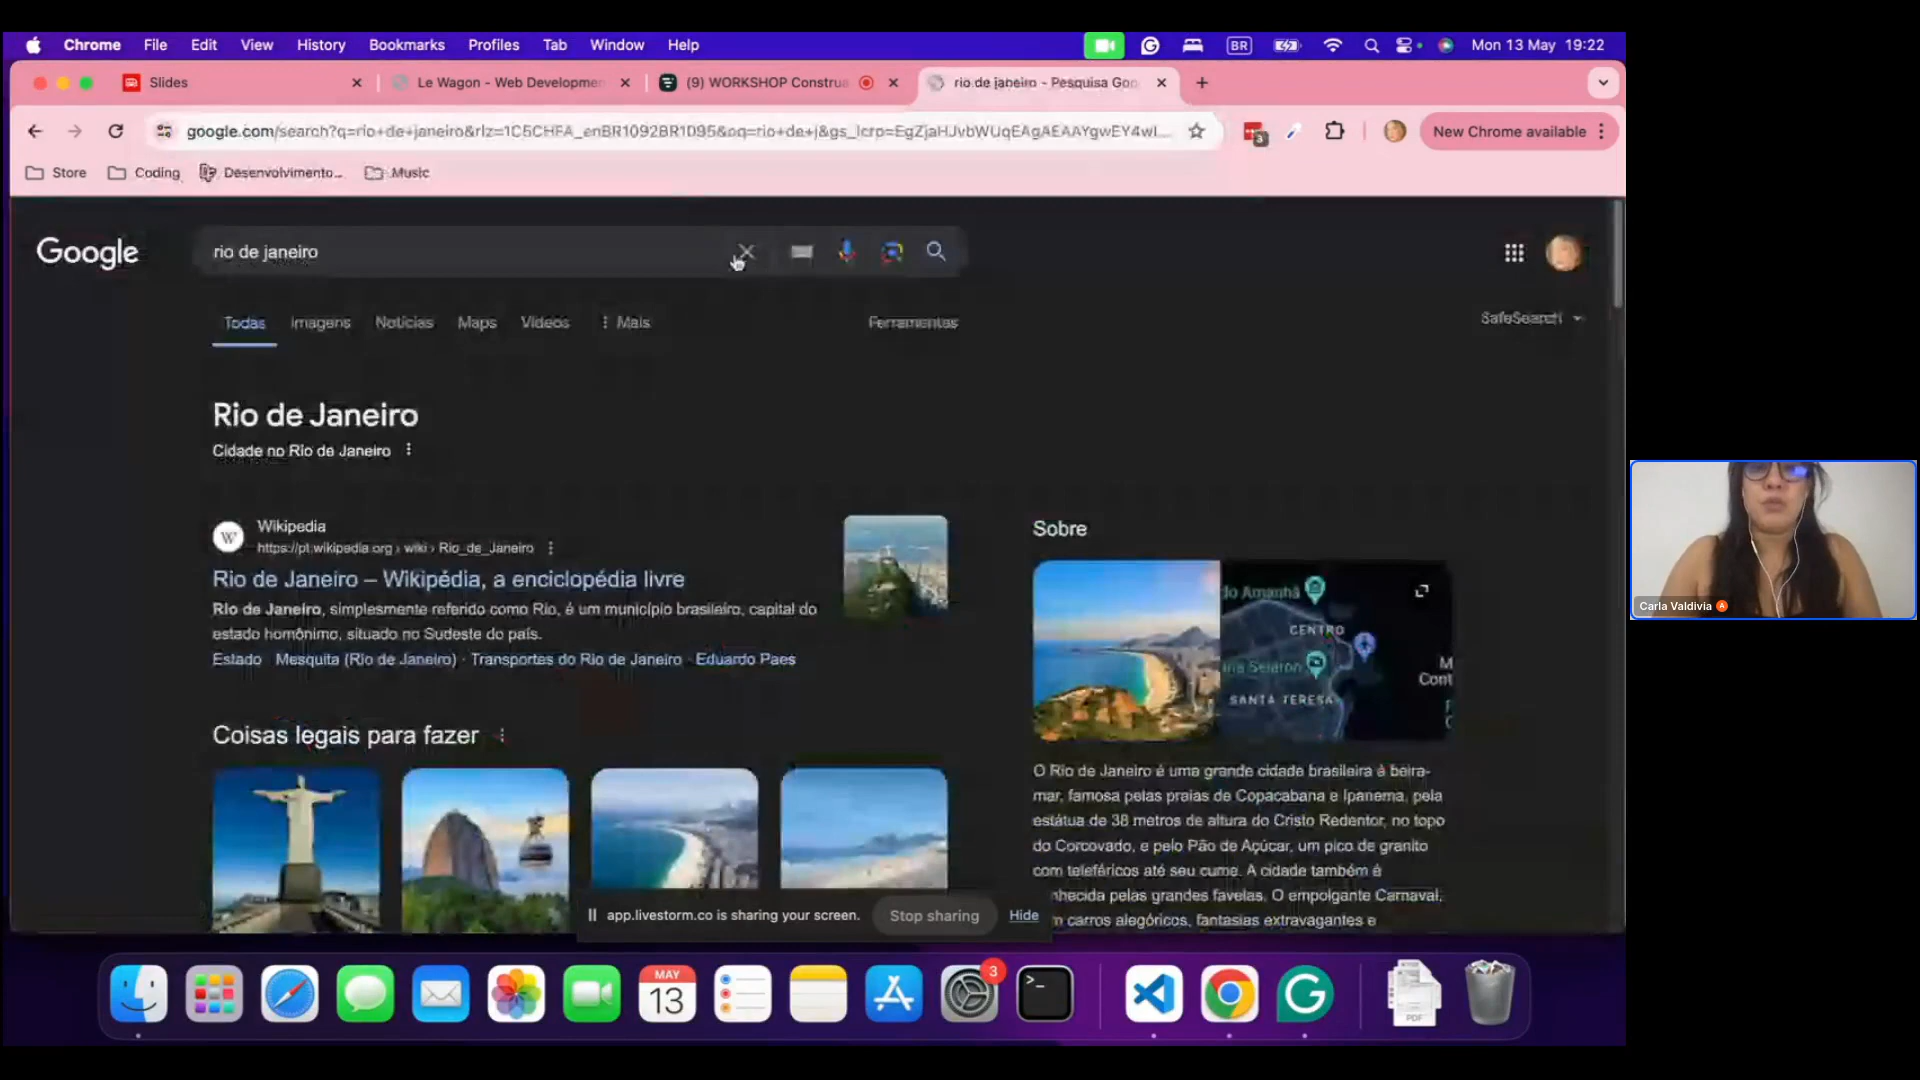 Chrome File Edit View History Bookmarks Profiles Tab Window Help BR Mon 13 May 19:22
Slides
Le Wagon - Web Developmen
(9) WORKSHOP Construa
rio de janeiro - Pesquisa Goo
New Chrome available
Store Coding Desenvolvimento... Music
Google
rio de janeiro
Todas Imagens Notícias Maps Vídeos Mais Ferramentas
SafeSearch
Rio de Janeiro
Cidade no Rio de Janeiro
W
Wikipedia
https://pt.wikipedia.org › wiki › Rio_de_Janeiro
Rio de Janeiro – Wikipédia, a enciclopédia livre
Rio de Janeiro, simplesmente referido como Rio, é um município brasileiro, capital do
estado homônimo, situado no Sudeste do país.
Estado · Mesquita (Rio de Janeiro) · Transportes do Rio de Janeiro · Eduardo Paes
Coisas legais para fazer
Sobre
do Amanhã
CENTRO
SANTA TERESA
M
Cont
O Rio de Janeiro é uma grande cidade brasileira à beira-
mar, famosa pelas praias de Copacabana e Ipanema, pela
estátua de 38 metros de altura do Cristo Redentor, no topo
do Corcovado, e pelo Pão de Açúcar, um pico de granito
com teleféricos até seu cume. A cidade também é
nhecida pelas grandes favelas. O empolgante Carnaval,
m carros alegóricos, fantasias extravagantes e
app.livestorm.co is sharing your screen.
Stop sharing
Hide
Carla Valdivia
MAY
13
3
PDF